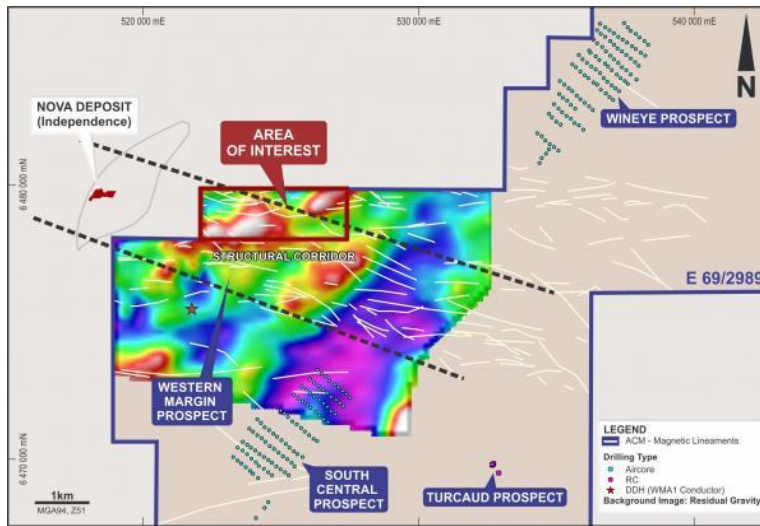 520 000 mE
530 000 mE
540 000 mE
N
NOVA DEPOSIT
(Independence)
AREA
OF INTEREST
WINEYE PROSPECT
6 480 000 mN
STRUCTURAL CORRIDOR
E 69/2989
WESTERN
MARGIN
PROSPECT
6 470 000 mN
SOUTH
CENTRAL
PROSPECT
TURCAUD PROSPECT
1km
MGA94, Z51
LEGEND
ACM - Magnetic Lineaments
Drilling Type
Aircore
RC
DDH (WMA1 Conductor)
Background Image: Residual Gravity